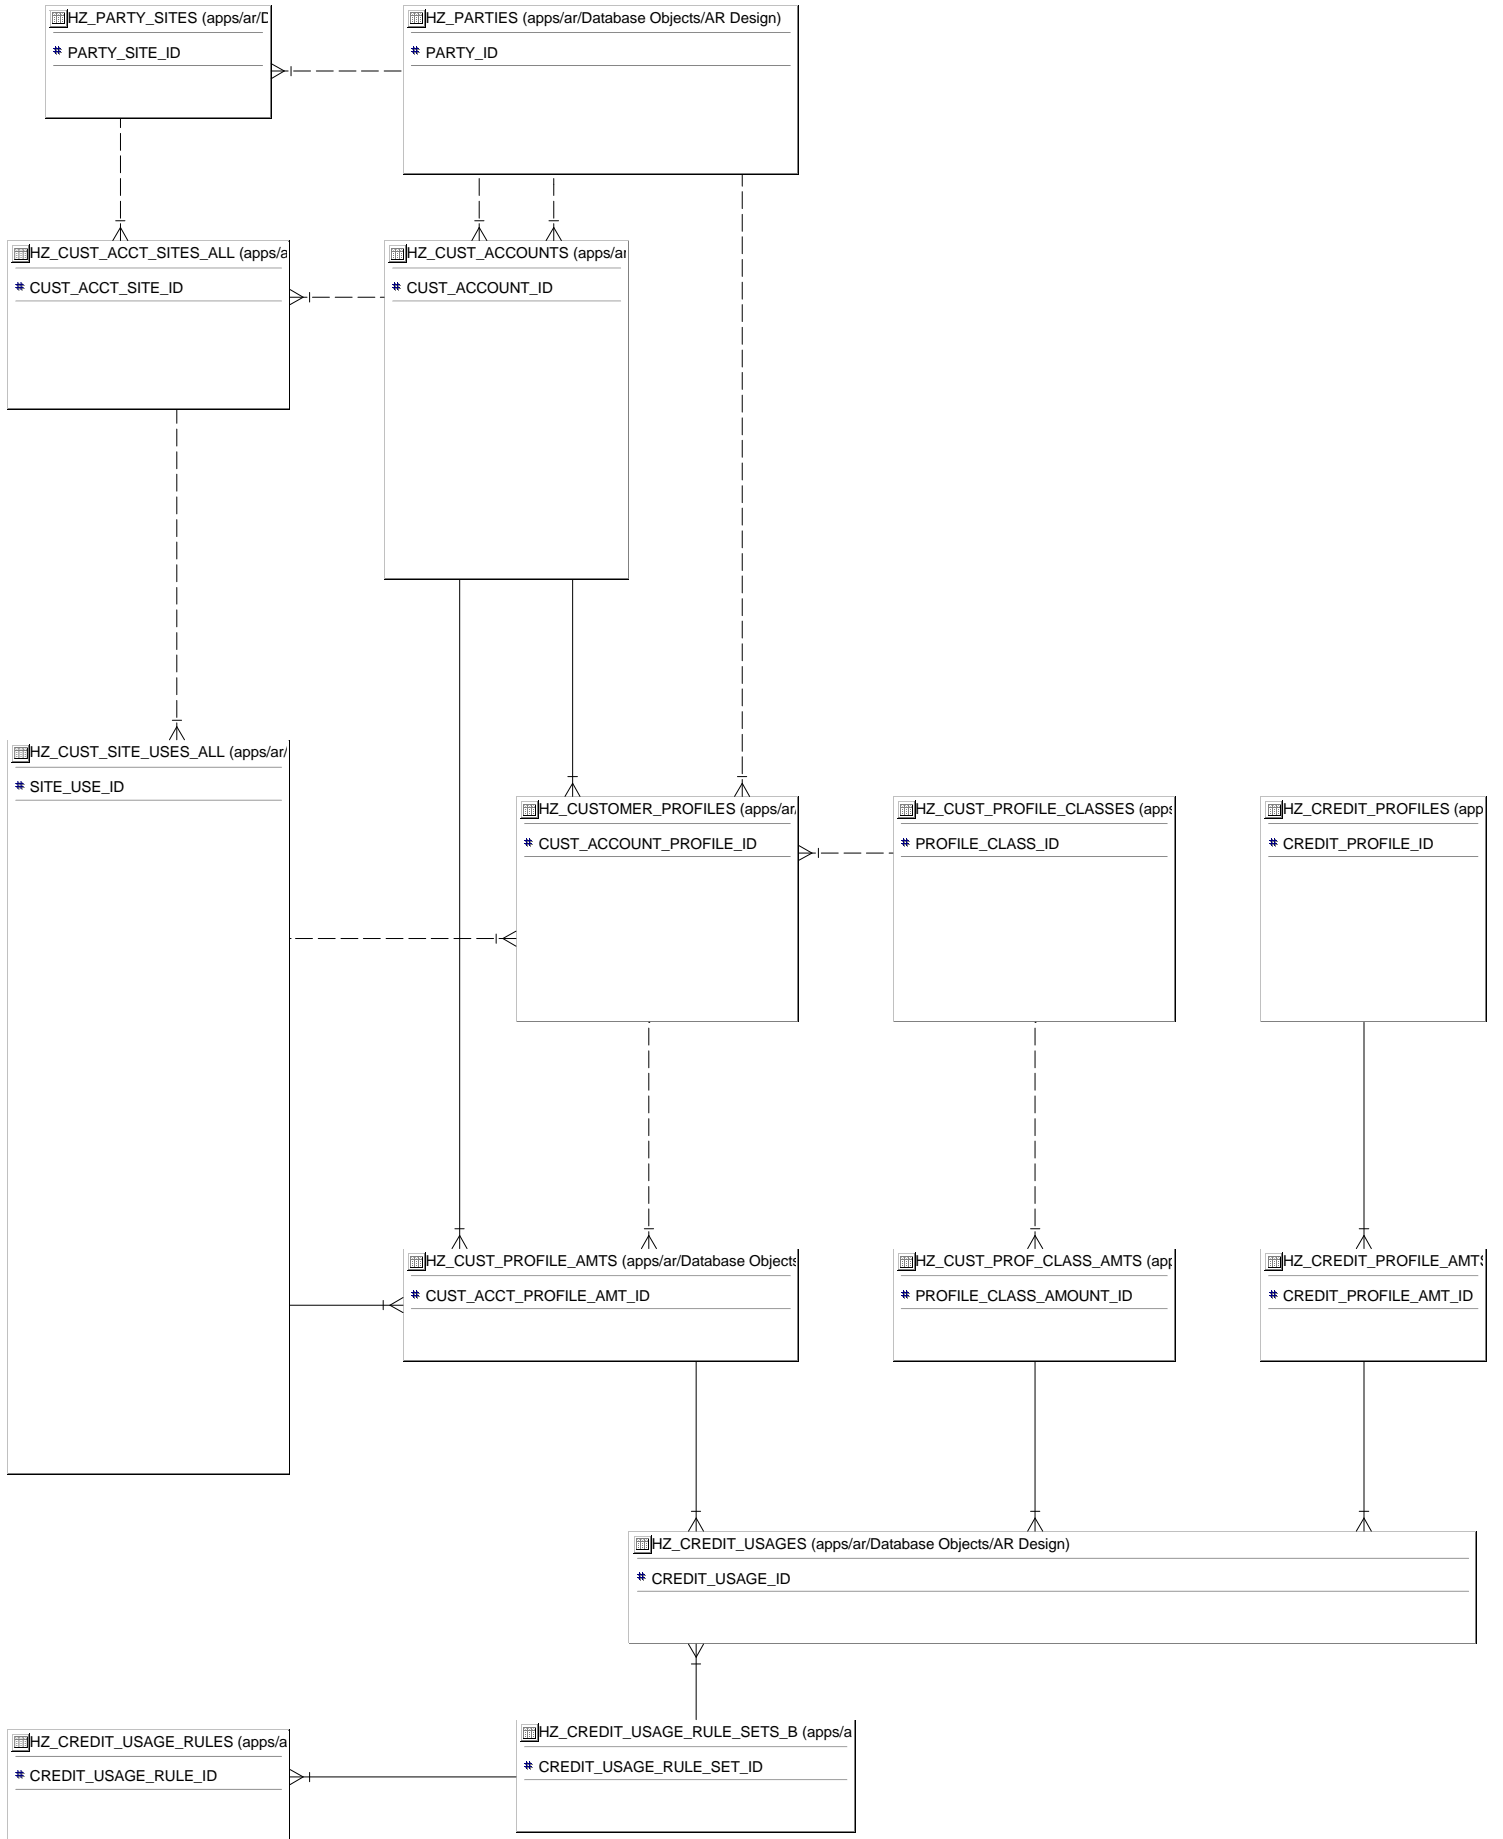 HZ_PARTY_SITES (apps/ar/D
# PARTY_SITE_ID
HZ_PARTIES (apps/ar/Database Objects/AR Design)
# PARTY_ID
HZ_CUST_ACCT_SITES_ALL (apps/a
# CUST_ACCT_SITE_ID
HZ_CUST_ACCOUNTS (apps/ar
# CUST_ACCOUNT_ID
HZ_CUST_SITE_USES_ALL (apps/ar/
# SITE_USE_ID
HZ_CUSTOMER_PROFILES (apps/ar/
# CUST_ACCOUNT_PROFILE_ID
HZ_CUST_PROFILE_CLASSES (apps
# PROFILE_CLASS_ID
HZ_CREDIT_PROFILES (app
# CREDIT_PROFILE_ID
HZ_CUST_PROFILE_AMTS (apps/ar/Database Objects
# CUST_ACCT_PROFILE_AMT_ID
HZ_CUST_PROF_CLASS_AMTS (app
# PROFILE_CLASS_AMOUNT_ID
HZ_CREDIT_PROFILE_AMTS
# CREDIT_PROFILE_AMT_ID
HZ_CREDIT_USAGES (apps/ar/Database Objects/AR Design)
# CREDIT_USAGE_ID
HZ_CREDIT_USAGE_RULES (apps/a
# CREDIT_USAGE_RULE_ID
HZ_CREDIT_USAGE_RULE_SETS_B (apps/a
# CREDIT_USAGE_RULE_SET_ID